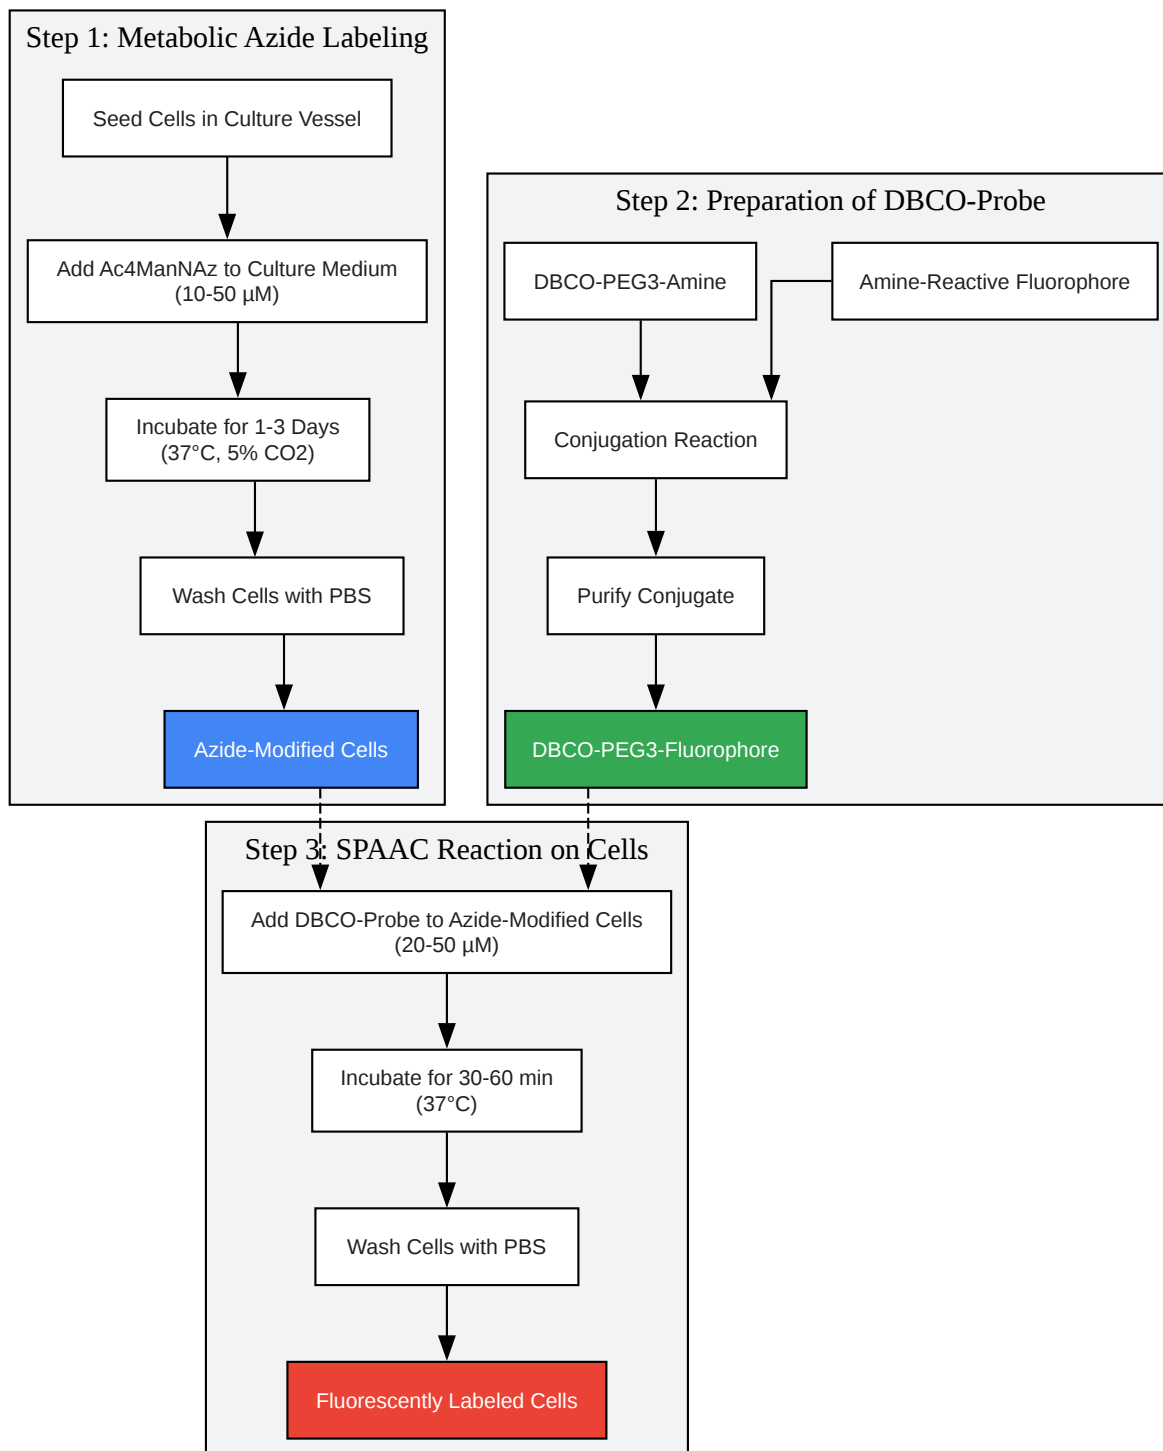 Step 1: Metabolic Azide Labeling
Seed Cells in Culture Vessel
Add Ac4ManNAz to Culture Medium
(10-50 µM)
Incubate for 1-3 Days
(37°C, 5% CO2)
Wash Cells with PBS
Azide-Modified Cells
Step 2: Preparation of DBCO-Probe
DBCO-PEG3-Amine
Amine-Reactive Fluorophore
Conjugation Reaction
Purify Conjugate
DBCO-PEG3-Fluorophore
Step 3: SPAAC Reaction on Cells
Add DBCO-Probe to Azide-Modified Cells
(20-50 µM)
Incubate for 30-60 min
(37°C)
Wash Cells with PBS
Fluorescently Labeled Cells